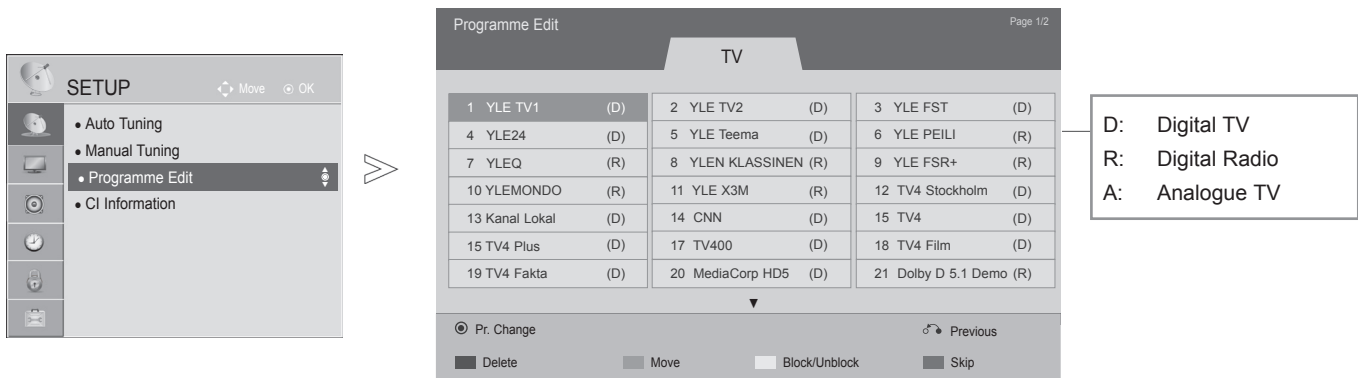 SETUP
Move OK
• Auto Tuning
• Manual Tuning
• Programme Edit
• CI Information
Programme Edit Page 1/2
TV
1 YLE TV1 (D) 2 YLE TV2 (D) 3 YLE FST (D)
4 YLE24 (D) 5 YLE Teema (D) 6 YLE PEILI (R)
7 YLEQ (R) 8 YLEN KLASSINEN (R) 9 YLE FSR+ (R)
10 YLEMONDO (R) 11 YLE X3M (R) 12 TV4 Stockholm (D)
13 Kanal Lokal (D) 14 CNN (D) 15 TV4 (D)
15 TV4 Plus (D) 17 TV400 (D) 18 TV4 Film (D)
19 TV4 Fakta (D) 20 MediaCorp HD5 (D) 21 Dolby D 5.1 Demo (R)
Pr. Change Previous
Delete Move Block/Unblock Skip
D: Digital TV
R: Digital Radio
A: Analogue TV